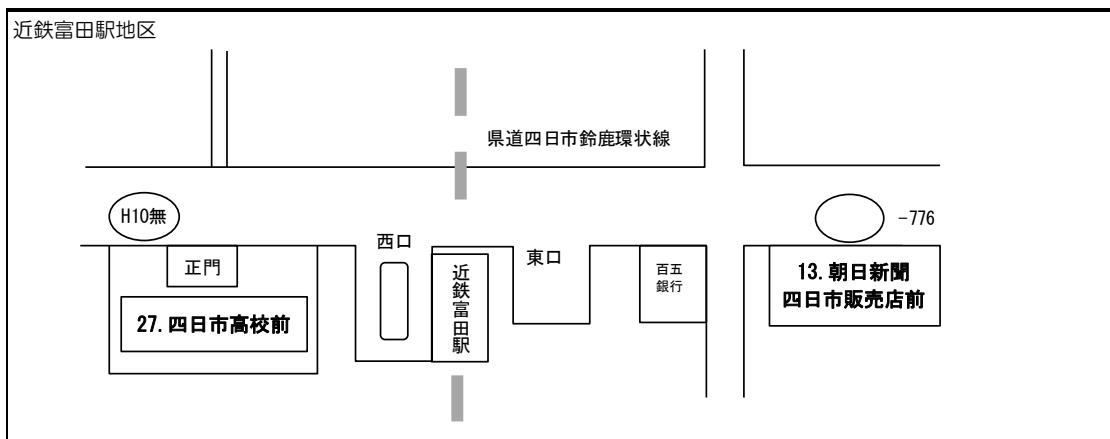 近鉄富田駅地区
県道四日市鈴鹿環状線
H10無
-776
西口
東口
正門
近鉄富田駅
百五
銀行
13.朝日新聞
四日市販売店前
27.四日市高校前